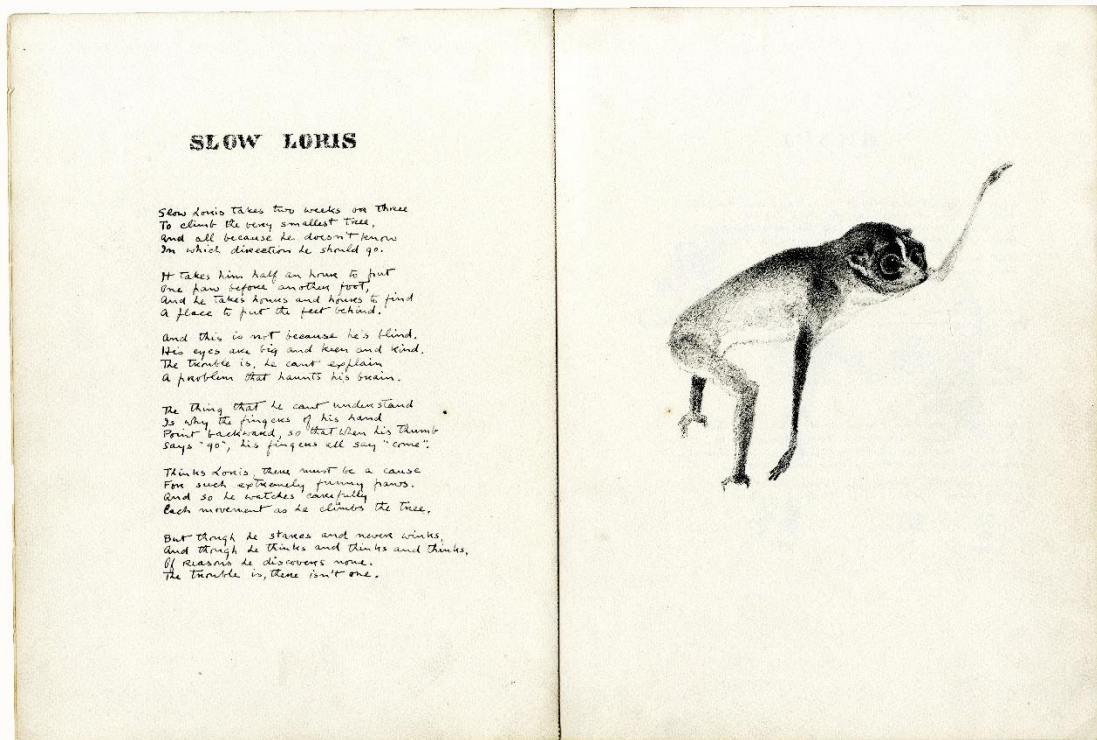 SLOW LORIS
Slow Loris takes two weeks or three
To climb the very smallest tree,
And all because he doesn't know
In which direction he should go.
It takes him half an hour to put
One paw before another foot,
And he takes hours and hours to find
A place to put the feet behind.
And this is not because he's blind.
His eyes are big and keen and kind.
The trouble is, he cant explain
A problem that haunts his brain.
The thing that he cant understand
Is why the fingers of his hand
Point backward, so that when his thumb
Says "go", his fingers all say "come".
Thinks Loris, there must be a cause
For such extremely funny paws.
And so he watches carefully
Each movement as he climbs the tree.
But though he stares and never winks,
And though he thinks and thinks and thinks,
Of reasons he discovers none.
The trouble is, there isn't one.